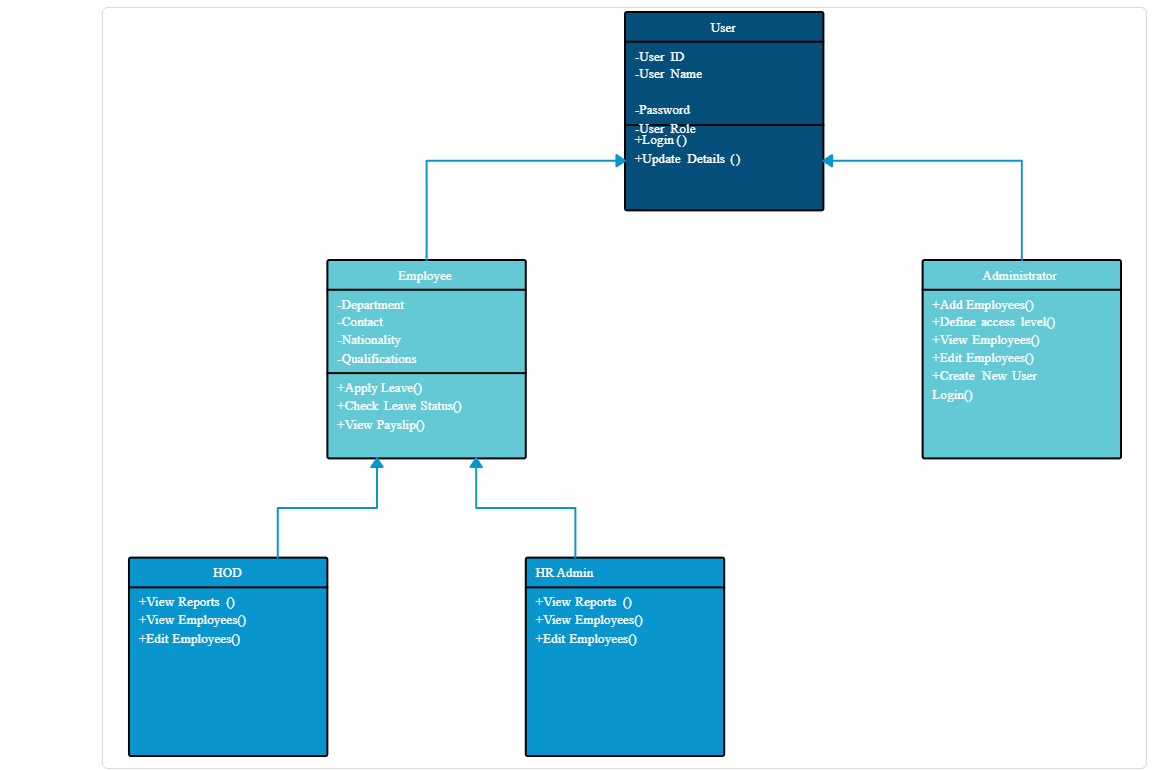 User
-User ID
-User Name
-Password
-User Role
+Login()
+Update Details ()
Employee
-Department
-Contact
-Nationality
-Qualifications
+Apply Leave()
+Check Leave Status()
+View Payslip()
Administrator
+Add Employees()
+Define access level()
+View Employees()
+Edit Employees()
+Create New User
Login()
HOD
+View Reports ()
+View Employees()
+Edit Employees()
HR Admin
+View Reports ()
+View Employees()
+Edit Employees()